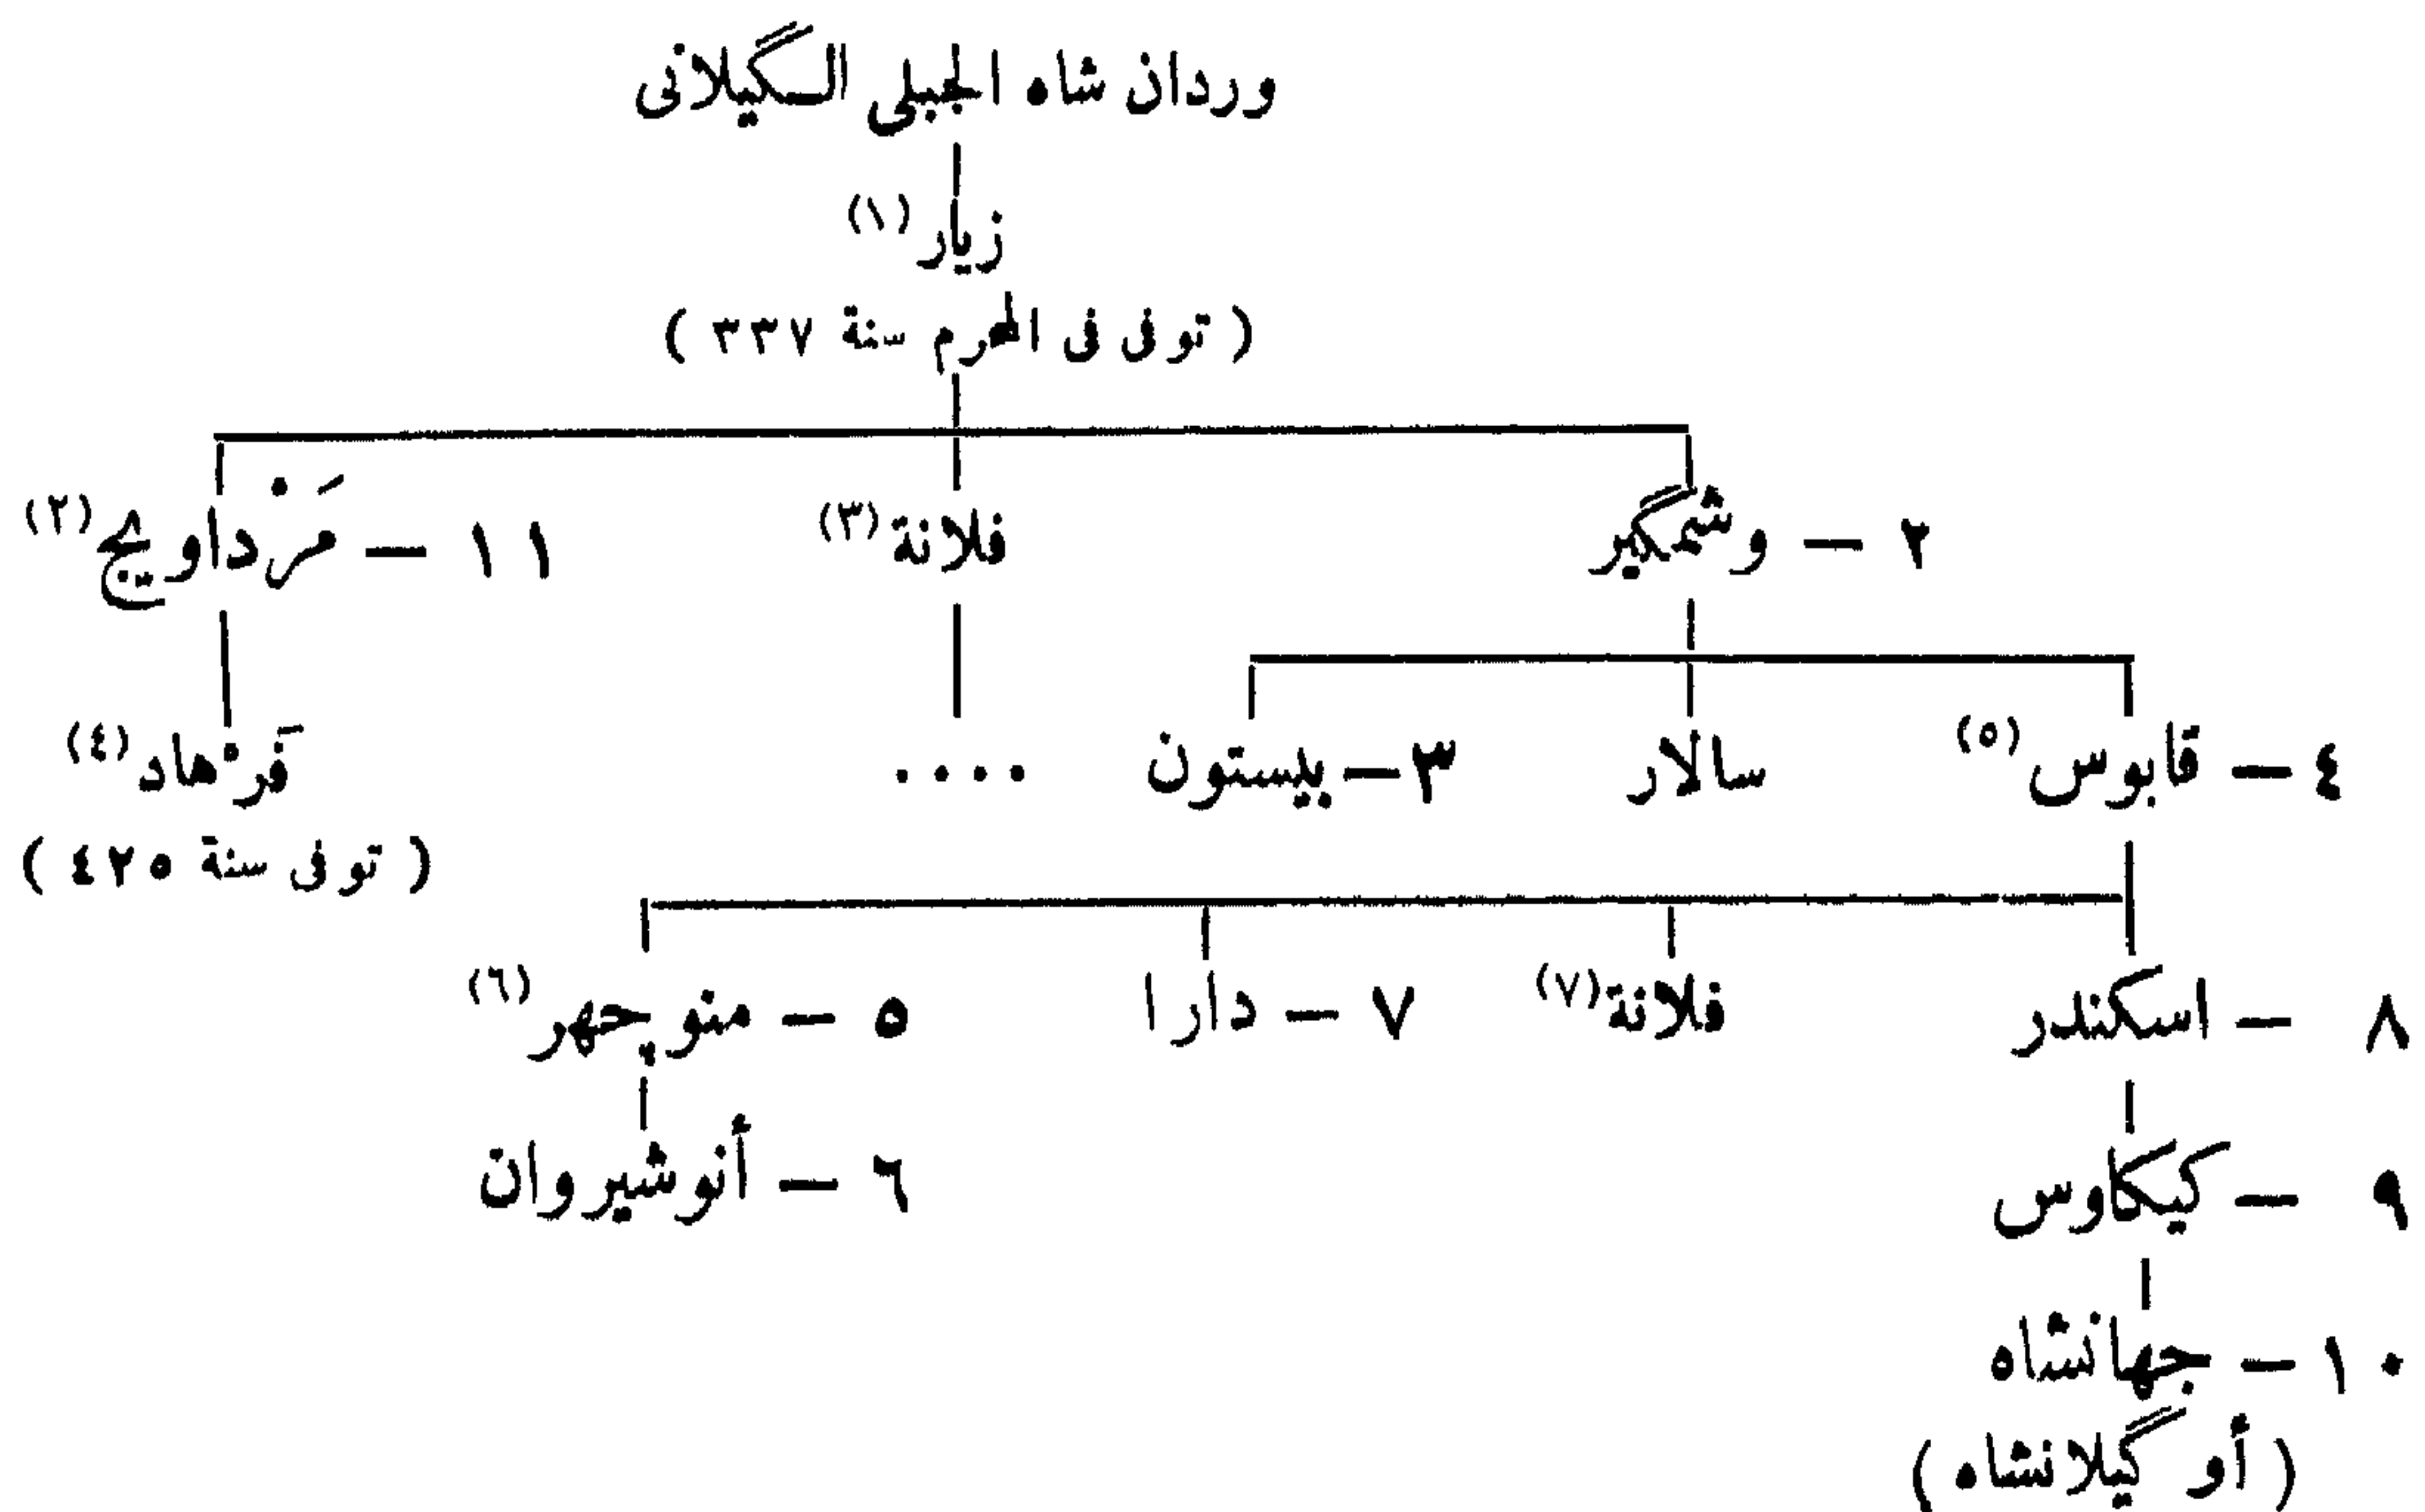 وردان شاه الجبلى الگيلانى
زيار (١)
( توفى فى المحرم سنة ٣٣٧ )
٢ — وشمگير
فلانة (٣)
١١ — مَرْداويج (٢)
٤ — قابوس (٥)
سالار
٣ — بيستون
....
فَرْهاد (٤)
( توفى سنة ٤٢٥ )
٨ — اسكندر
فلانة (٧)
٧ — دارا
٥ — منوچهر (٦)
٩ — كيكاوس
٦ — أنوشيروان
١٠ — جهانشاه
( أو گيلانشاه )